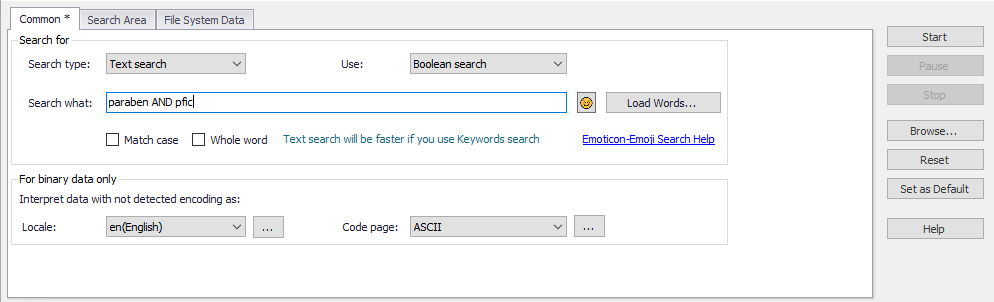 Common *
Search Area
File System Data
Search for
Search type:
Text search
Use:
Boolean search
Search what:
paraben AND pfic
Load Words...
Match case
Whole word
Text search will be faster if you use Keywords search
Emoticon-Emoji Search Help
For binary data only
Interpret data with not detected encoding as:
Locale:
en(English)
...
Code page:
ASCII
...
Start
Pause
Stop
Browse...
Reset
Set as Default
Help